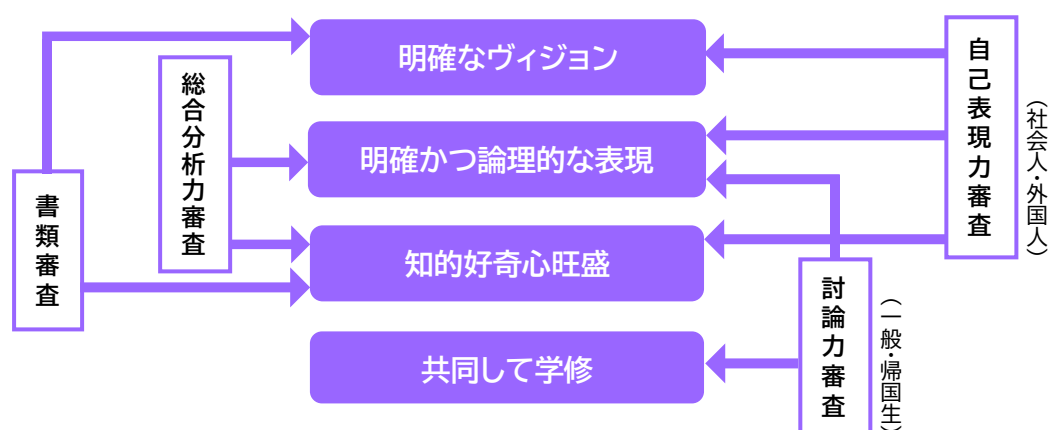 書類審査
総合分析力審査
明確なヴィジョン
明確かつ論理的な表現
知的好奇心旺盛
共同して学修
自己表現力審査
（社会人・外国人）
討論力審査
（一般・帰国生）